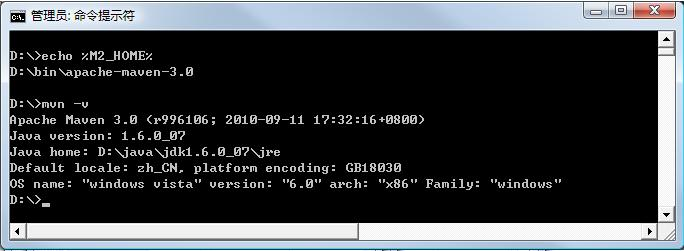 管理员: 命令提示符
D:\>echo %M2_HOME%
D:\bin\apache-maven-3.0
D:\>mvn -v
Apache Maven 3.0 (r996106; 2010-09-11 17:32:16+0800)
Java version: 1.6.0_07
Java home: D:\java\jdk1.6.0_07\jre
Default locale: zh_CN, platform encoding: GB18030
OS name: "windows vista" version: "6.0" arch: "x86" Family: "windows"
D:\>_